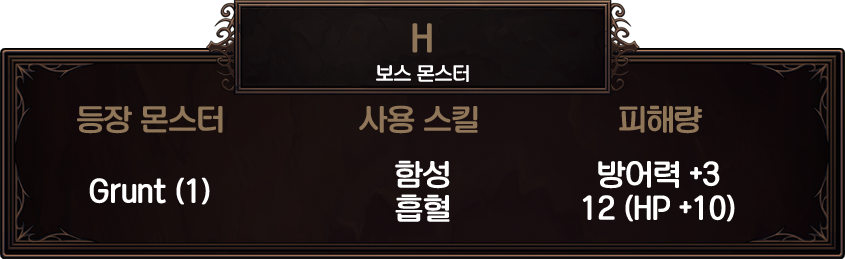 H
보스 몬스터
등장 몬스터
사용 스킬
피해량
Grunt (1)
함성
흡혈
방어력 +3
12 (HP +10)